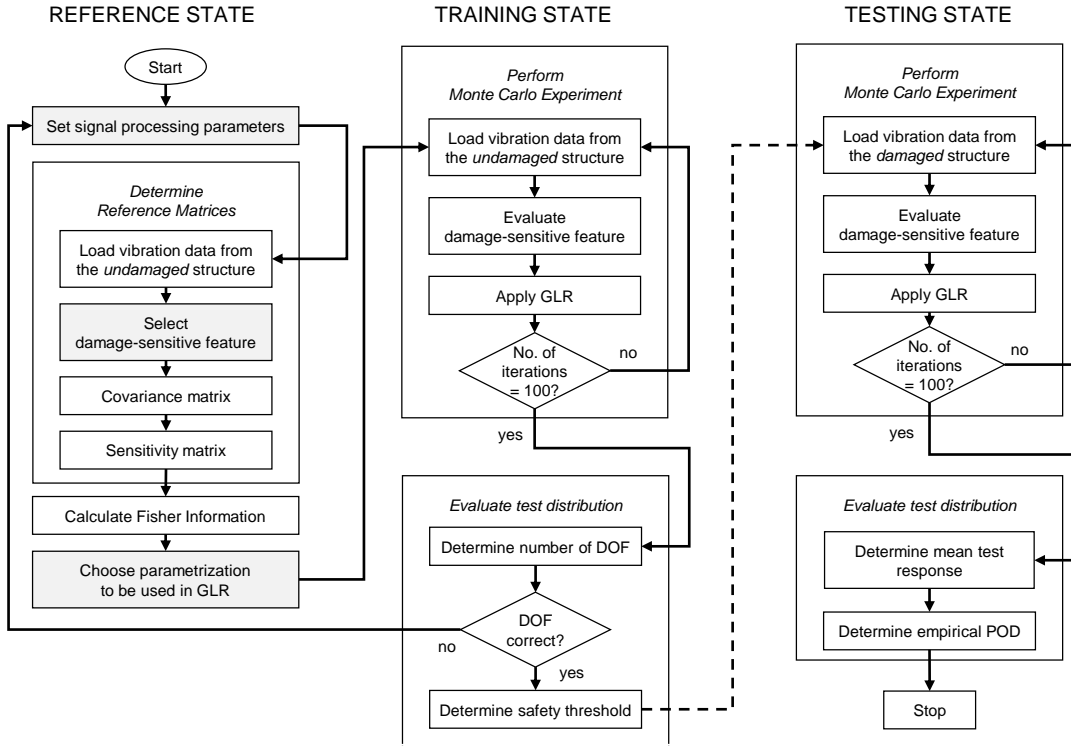 REFERENCE STATE
Start
Set signal processing parameters
Determine
Reference Matrices
Load vibration data from
the undamaged structure
Select
damage-sensitive feature
Covariance matrix
Sensitivity matrix
Calculate Fisher Information
Choose parametrization
to be used in GLR
TRAINING STATE
Perform
Monte Carlo Experiment
Load vibration data from
the undamaged structure
Evaluate
damage-sensitive feature
Apply GLR
No. of
iterations
= 100?
no
yes
Evaluate test distribution
Determine number of DOF
DOF
correct?
no
yes
Determine safety threshold
TESTING STATE
Perform
Monte Carlo Experiment
Load vibration data from
the damaged structure
Evaluate
damage-sensitive feature
Apply GLR
No. of
iterations
= 100?
no
yes
Evaluate test distribution
Determine mean test
response
Determine empirical POD
Stop